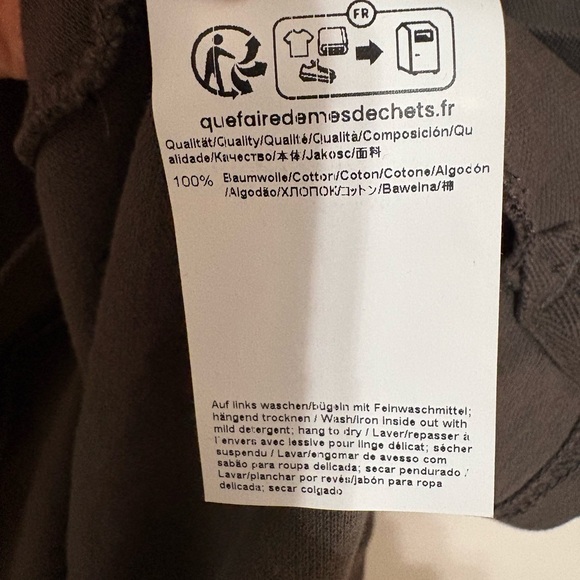 FR
quefairedemesdechets.fr
Qualität/Quality/Qualité/Qualità/Composición/Qu
alidade/Качество/本体/Jakość/面料
100% Baumwolle/Cotton/Coton/Cotone/Algodón
/Algodão/ХЛОПОК/コットン/Bawełna/棉
Auf links waschen/bügeln mit Feinwaschmittel;
hängend trocknen / Wash/iron inside out with
mild detergent; hang to dry / Laver/repasser à
l'envers avec lessive pour linge délicat; sécher
suspendu / Lavar/engomar de avesso com
sabão para roupa delicada; secar pendurado /
Lavar/planchar por revés/jabón para ropa
delicada; secar colgado